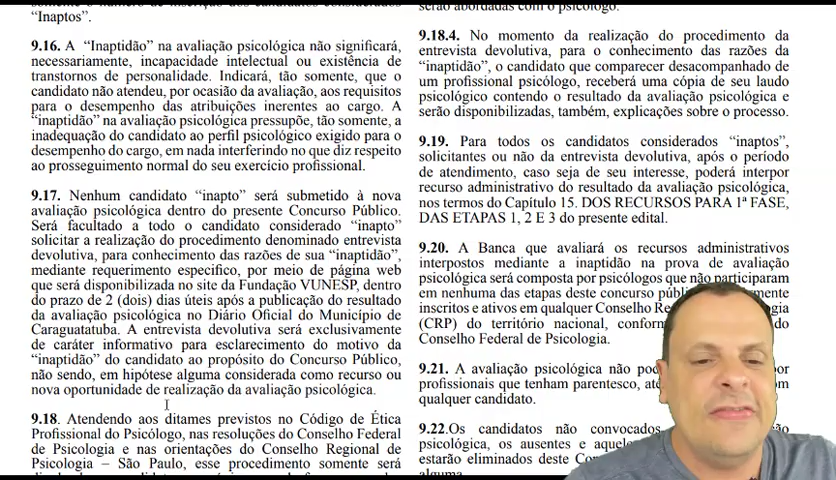 "Inaptos".
9.16. A "Inaptidão" na avaliação psicológica não significará,
necessariamente, incapacidade intelectual ou existência de
transtornos de personalidade. Indicará, tão somente, que o
candidato não atendeu, por ocasião da avaliação, aos requisitos
para o desempenho das atribuições inerentes ao cargo. A
"inaptidão" na avaliação psicológica pressupõe, tão somente, a
inadequação do candidato ao perfil psicológico exigido para o
desempenho do cargo, em nada interferindo no que diz respeito
ao prosseguimento normal do seu exercício profissional.
9.17. Nenhum candidato "inapto" será submetido à nova
avaliação psicológica dentro do presente Concurso Público.
Será facultado a todo o candidato considerado "inapto"
solicitar a realização do procedimento denominado entrevista
devolutiva, para conhecimento das razões de sua "inaptidão",
mediante requerimento especifico, por meio de página web
que será disponibilizada no site da Fundação VUNESP, dentro
do prazo de 2 (dois) dias úteis após a publicação do resultado
da avaliação psicológica no Diário Oficial do Município de
Caraguatatuba. A entrevista devolutiva será exclusivamente
de caráter informativo para esclarecimento do motivo da
"inaptidão" do candidato ao propósito do Concurso Público,
não sendo, em hipótese alguma considerada como recurso ou
nova oportunidade de realização da avaliação psicológica.
9.18. Atendendo aos ditames previstos no Código de Ética
Profissional do Psicólogo, nas resoluções do Conselho Federal
de Psicologia e nas orientações do Conselho Regional de
Psicologia – São Paulo, esse procedimento somente será
serão abordadas com o psicólogo.
9.18.4. No momento da realização do procedimento da
entrevista devolutiva, para o conhecimento das razões da
"inaptidão", o candidato que comparecer desacompanhado de
um profissional psicólogo, receberá uma cópia de seu laudo
psicológico contendo o resultado da avaliação psicológica e
serão disponibilizadas, também, explicações sobre o processo.
9.19. Para todos os candidatos considerados "inaptos",
solicitantes ou não da entrevista devolutiva, após o período
de atendimento, caso seja de seu interesse, poderá interpor
recurso administrativo do resultado da avaliação psicológica,
nos termos do Capítulo 15. DOS RECURSOS PARA 1ª FASE,
DAS ETAPAS 1, 2 E 3 do presente edital.
9.20. A Banca que avaliará os recursos administrativos
interpostos mediante a inaptidão na prova de avaliação
psicológica será composta por psicólogos que não participaram
em nenhuma das etapas deste concurso
inscritos e ativos em qualquer Conselho
(CRP) do território nacional, do
Conselho Federal de Psicologia.
9.21. A avaliação psicológica não
profissionais que tenham parentesco,
qualquer candidato.
9.22.Os candidatos não convocados
psicológica, os ausentes e
estarão eliminados deste